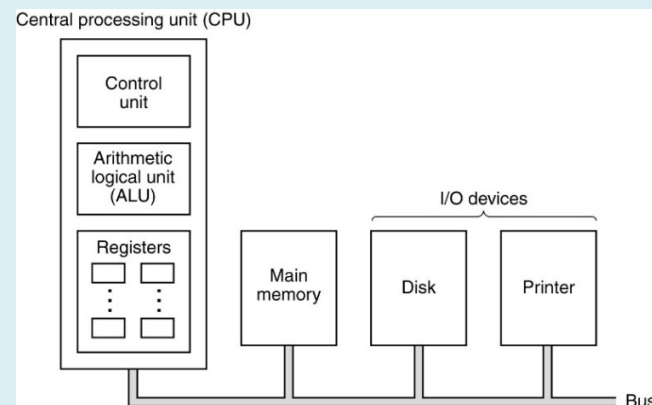 Central processing unit (CPU)
Control
unit
Arithmetic
logical unit
(ALU)
Registers
I/O devices
Main
memory
Disk
Printer
Bus